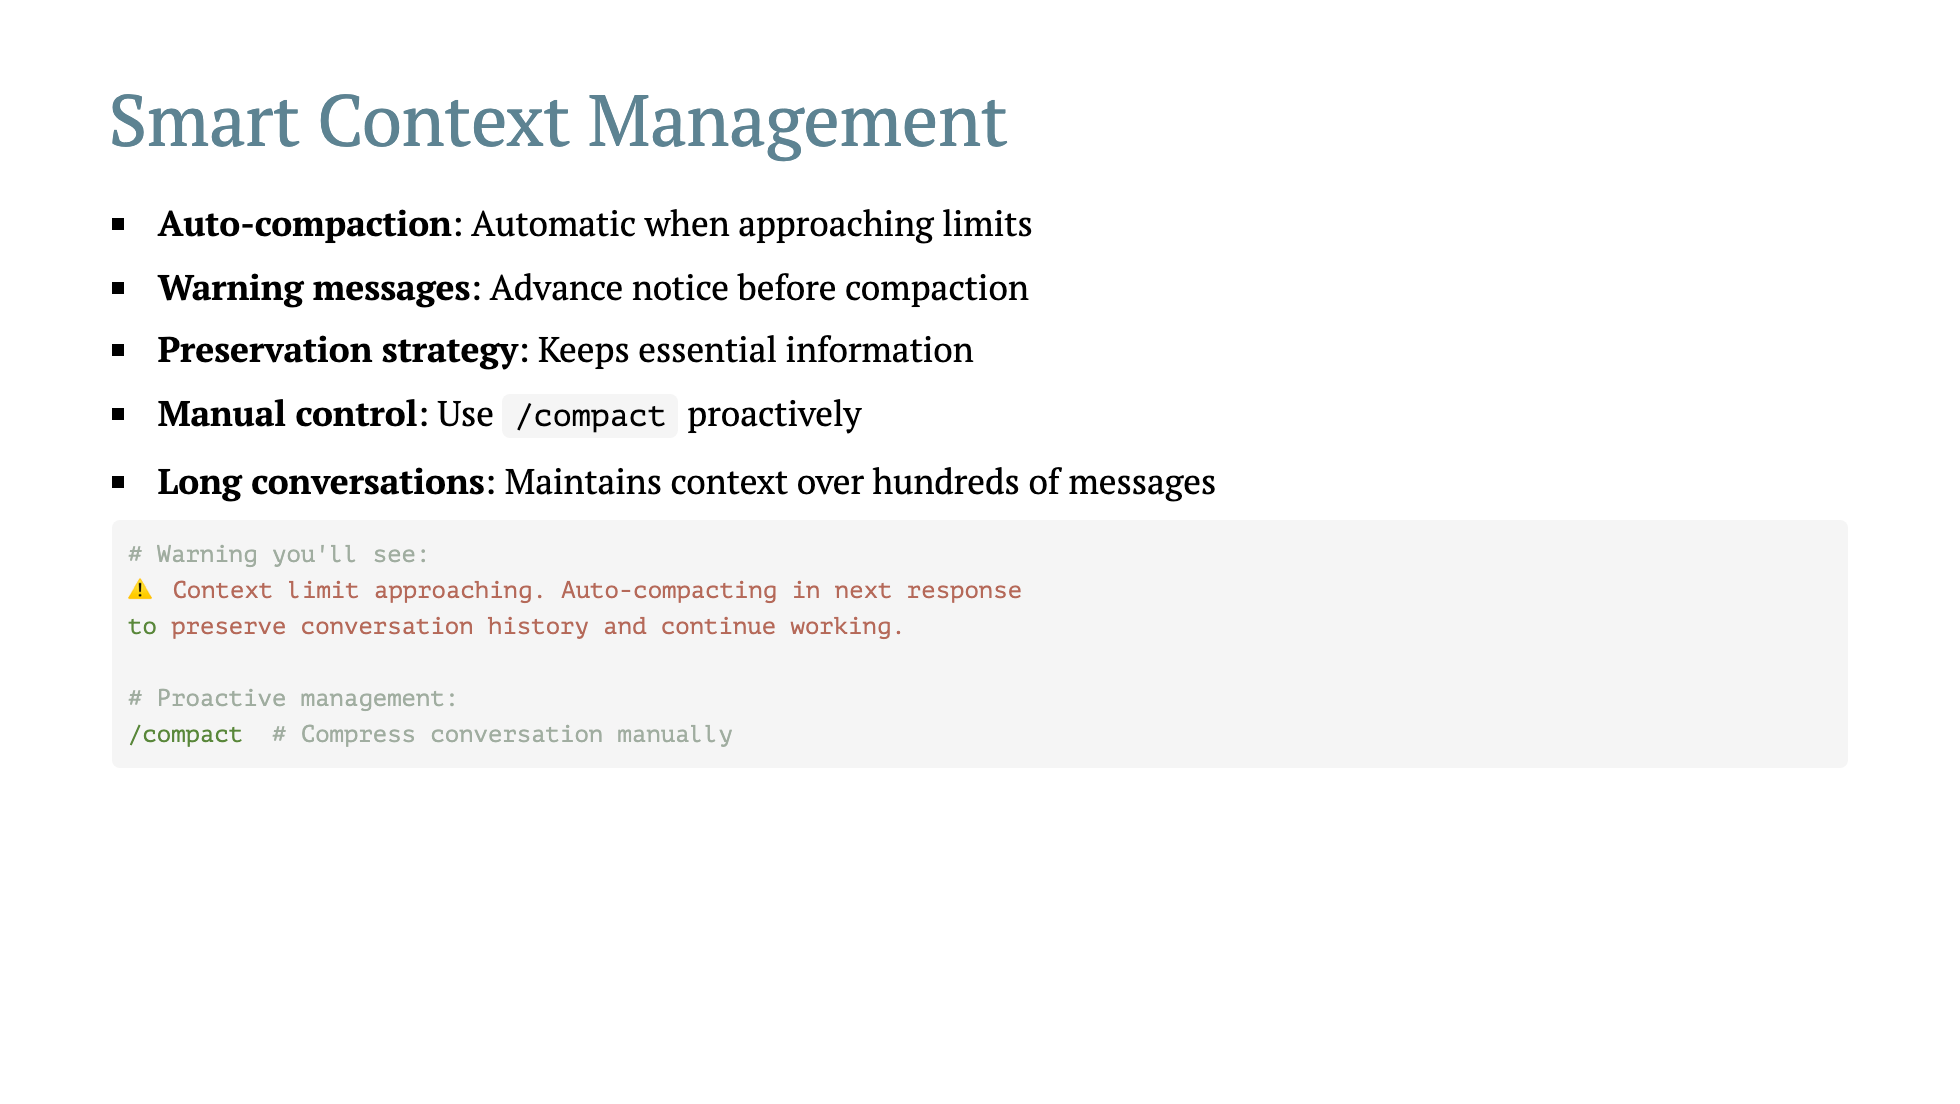 Smart Context Management
▪ Auto-compaction: Automatic when approaching limits
▪ Warning messages: Advance notice before compaction
▪ Preservation strategy: Keeps essential information
▪ Manual control: Use /compact proactively
▪ Long conversations: Maintains context over hundreds of messages
# Warning you'll see:
⚠️ Context limit approaching. Auto-compacting in next response
to preserve conversation history and continue working.
# Proactive management:
/compact  # Compress conversation manually